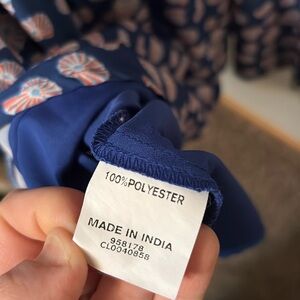 100%POLYESTER
MADE IN INDIA
958178
CL0040858